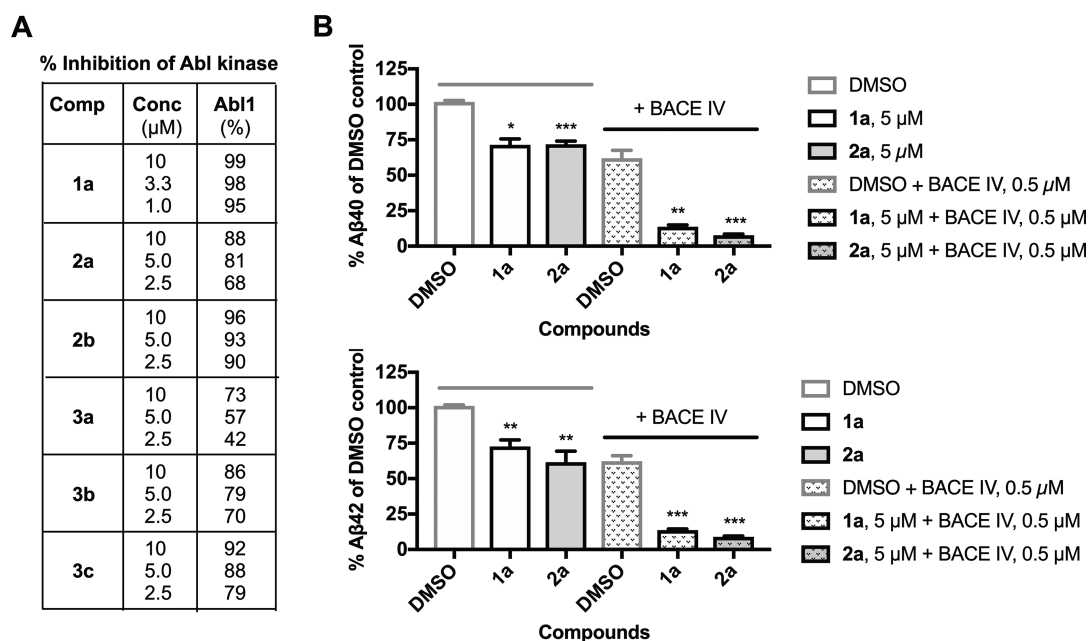 A
% Inhibition of Abl kinase
Comp Conc (µM) Abl1 (%)
1a
10 99
3.3 98
1.0 95
2a
10 88
5.0 81
2.5 68
2b
10 96
5.0 93
2.5 90
3a
10 73
5.0 57
2.5 42
3b
10 86
5.0 79
2.5 70
3c
10 92
5.0 88
2.5 79
B
% Aβ40 of DMSO control
125
100
75
50
25
0
* *** + BACE IV ** ***
DMSO 1a 2a DMSO 1a 2a
Compounds
DMSO
1a, 5 µM
2a, 5 µM
DMSO + BACE IV, 0.5 µM
1a, 5 µM + BACE IV, 0.5 µM
2a, 5 µM + BACE IV, 0.5 µM
% Aβ42 of DMSO control
125
100
75
50
25
0
** ** + BACE IV *** ***
DMSO 1a 2a DMSO 1a 2a
Compounds
DMSO
1a
2a
DMSO + BACE IV, 0.5 µM
1a, 5 µM + BACE IV, 0.5 µM
2a, 5 µM + BACE IV, 0.5 µM